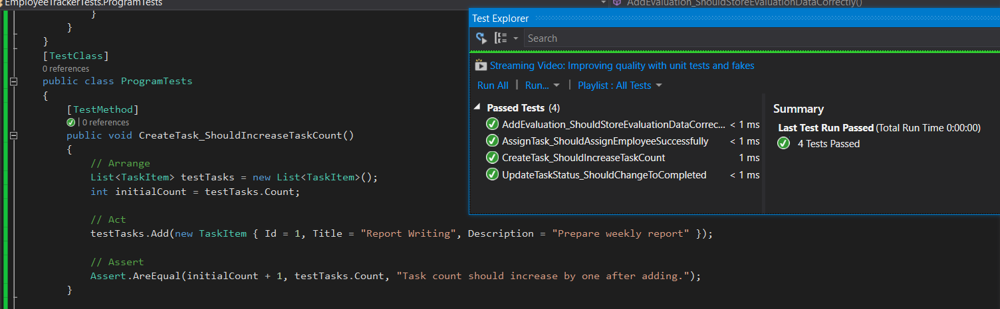 EmployeeTrackerTests.ProgramTests
AddEvaluation_ShouldStoreEvaluationDataCorrectly()
}
}
}
[TestClass]
0 references
public class ProgramTests
{
[TestMethod]
0 references
public void CreateTask_ShouldIncreaseTaskCount()
{
// Arrange
List<TaskItem> testTasks = new List<TaskItem>();
int initialCount = testTasks.Count;
// Act
testTasks.Add(new TaskItem { Id = 1, Title = "Report Writing", Description = "Prepare weekly report" });
// Assert
Assert.AreEqual(initialCount + 1, testTasks.Count, "Task count should increase by one after adding.");
}
Test Explorer
Search
Streaming Video: Improving quality with unit tests and fakes
Run All | Run... | Playlist : All Tests
Passed Tests (4)
AddEvaluation_ShouldStoreEvaluationDataCorrec... < 1 ms
AssignTask_ShouldAssignEmployeeSuccessfully < 1 ms
CreateTask_ShouldIncreaseTaskCount 1 ms
UpdateTaskStatus_ShouldChangeToCompleted < 1 ms
Summary
Last Test Run Passed (Total Run Time 0:00:00)
4 Tests Passed